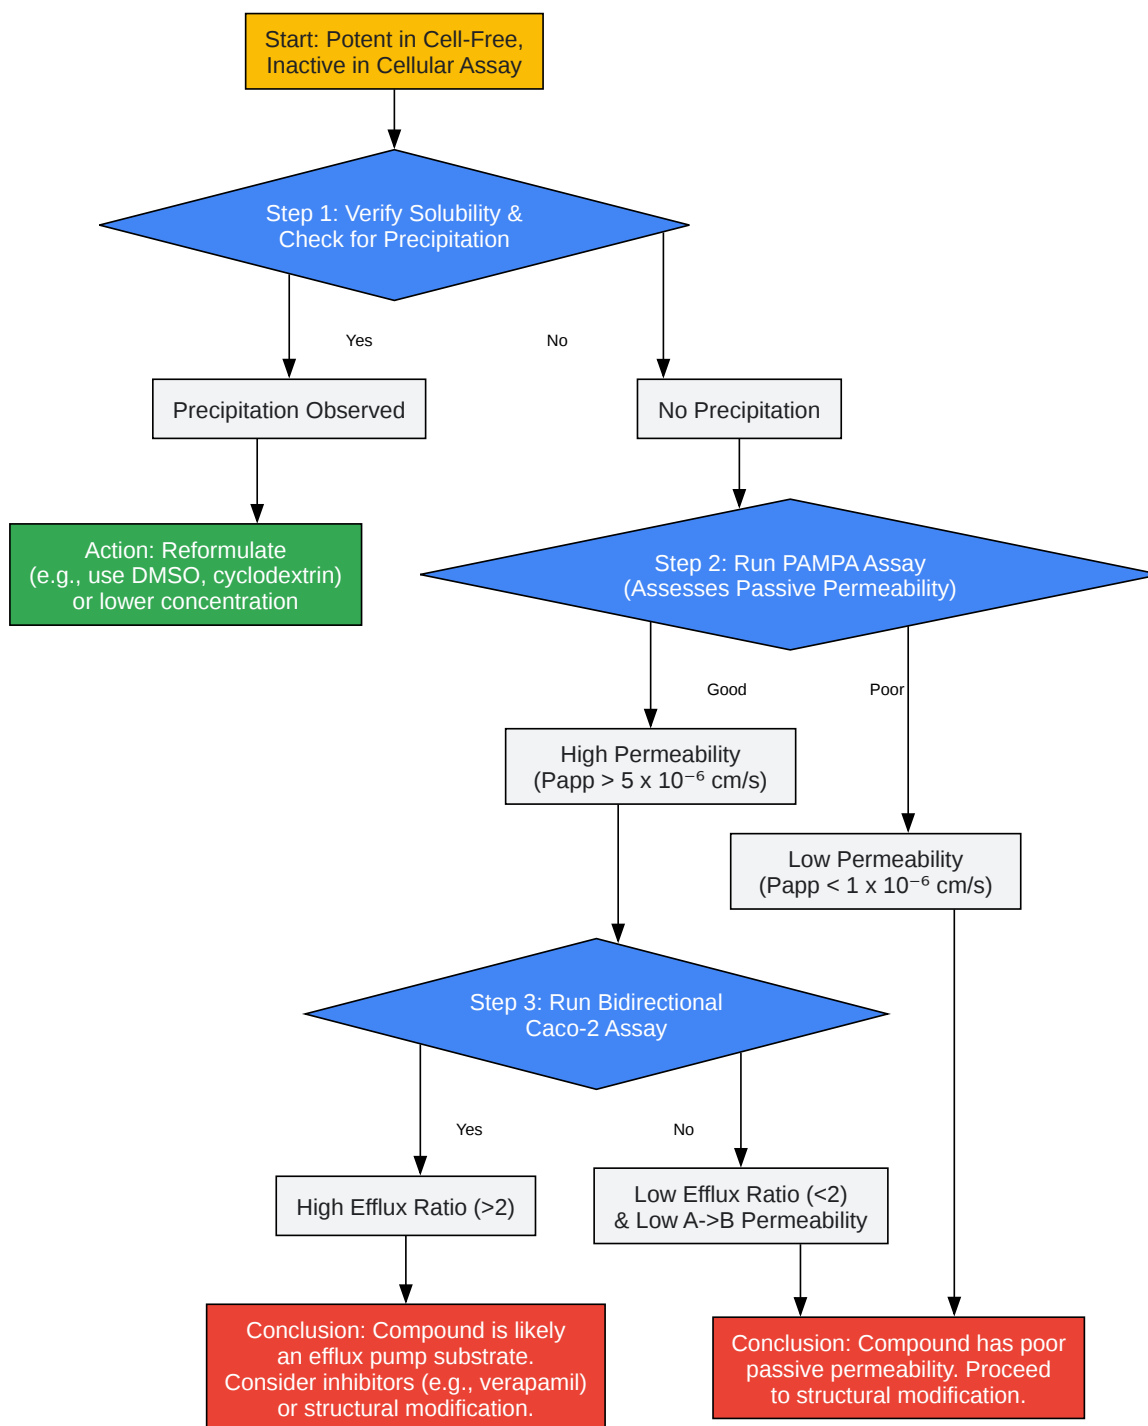 Start: Potent in Cell-Free,
Inactive in Cellular Assay
Step 1: Verify Solubility &
Check for Precipitation
Yes
No
Precipitation Observed
No Precipitation
Action: Reformulate
(e.g., use DMSO, cyclodextrin)
or lower concentration
Step 2: Run PAMPA Assay
(Assesses Passive Permeability)
Good
Poor
High Permeability
(Papp > 5 x 10⁻⁶ cm/s)
Low Permeability
(Papp < 1 x 10⁻⁶ cm/s)
Step 3: Run Bidirectional
Caco-2 Assay
Yes
No
High Efflux Ratio (>2)
Low Efflux Ratio (<2)
& Low A->B Permeability
Conclusion: Compound is likely
an efflux pump substrate.
Consider inhibitors (e.g., verapamil)
or structural modification.
Conclusion: Compound has poor
passive permeability. Proceed
to structural modification.